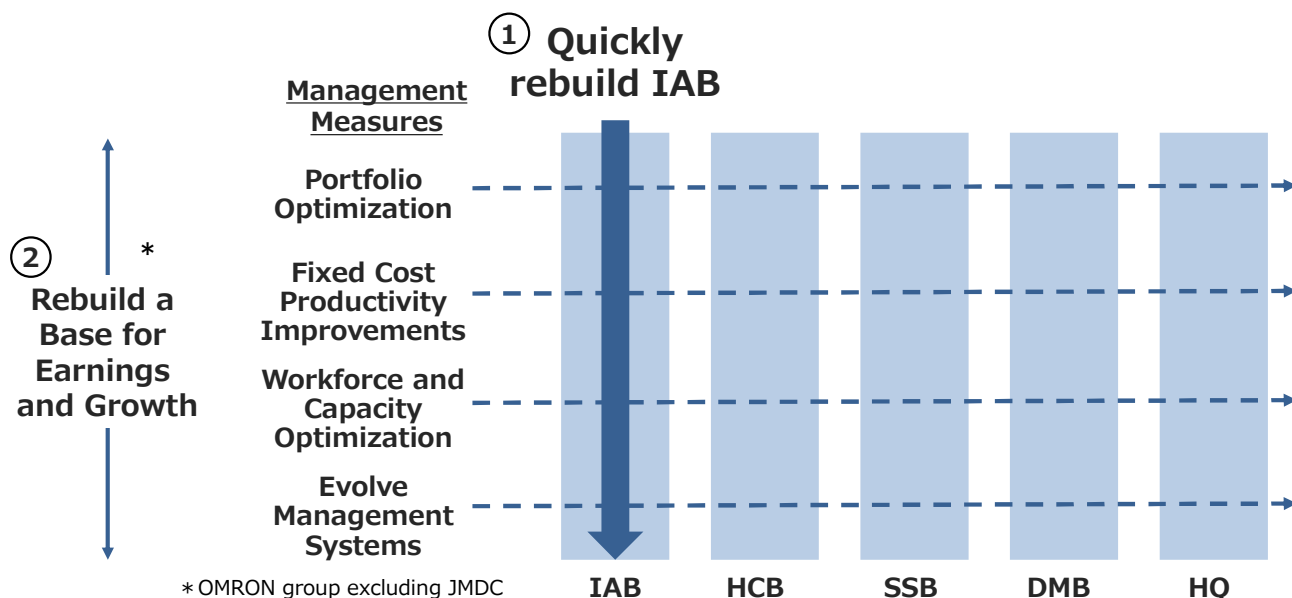 ① Quickly
rebuild IAB
Management
Measures
Portfolio
Optimization
Fixed Cost
Productivity
Improvements
Workforce and
Capacity
Optimization
Evolve
Management
Systems
② *
Rebuild a
Base for
Earnings
and Growth
IAB HCB SSB DMB HQ
* OMRON group excluding JMDC